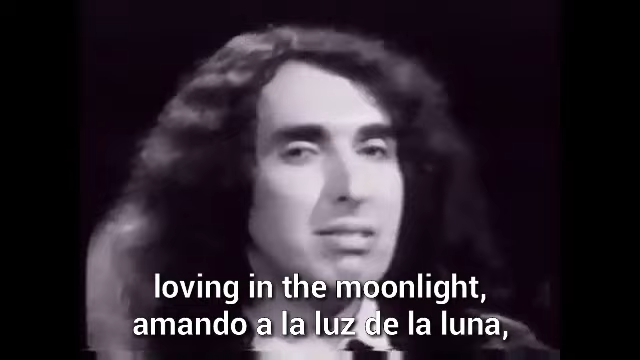 loving in the moonlight,
amando a la luz de la luna,